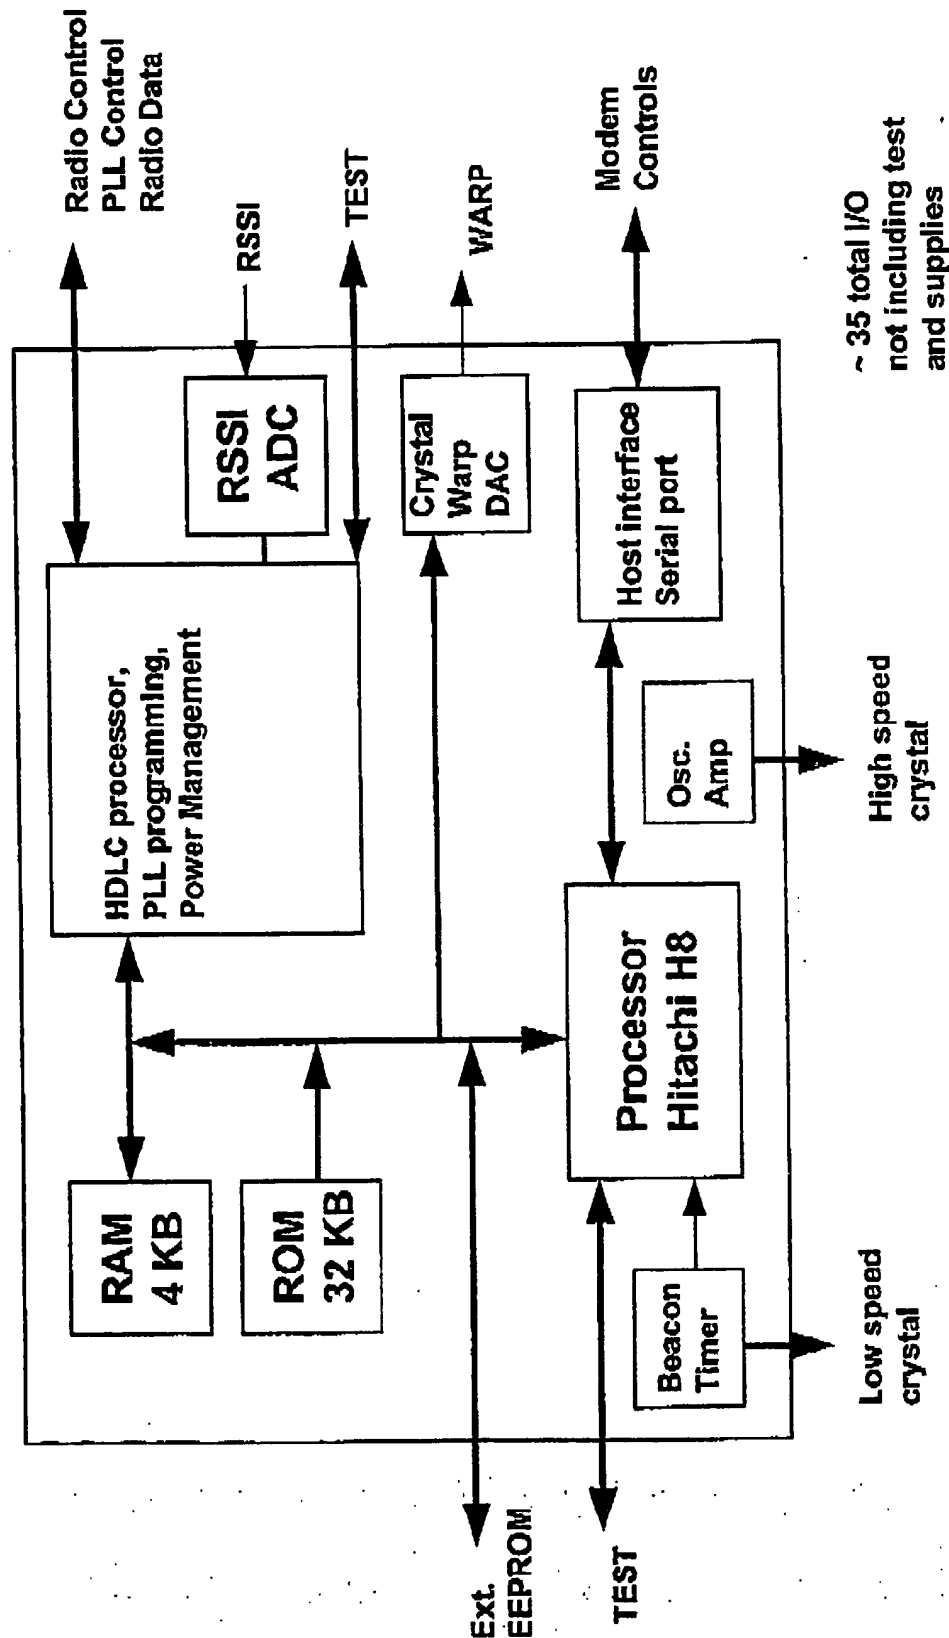 Radio Control
PLL Control
Radio Data
RSSI
TEST
WARP
Modem
Controls
~ 35 total I/O
not including test
and supplies
HDLC processor,
PLL programming,
Power Management
RSSI
ADC
Crystal
Warp
DAC
Host interface
Serial port
RAM
4 KB
ROM
32 KB
Processor
Hitachi H8
Osc.
Amp
Beacon
Timer
Ext.
EEPROM
TEST
Low speed
crystal
High speed
crystal